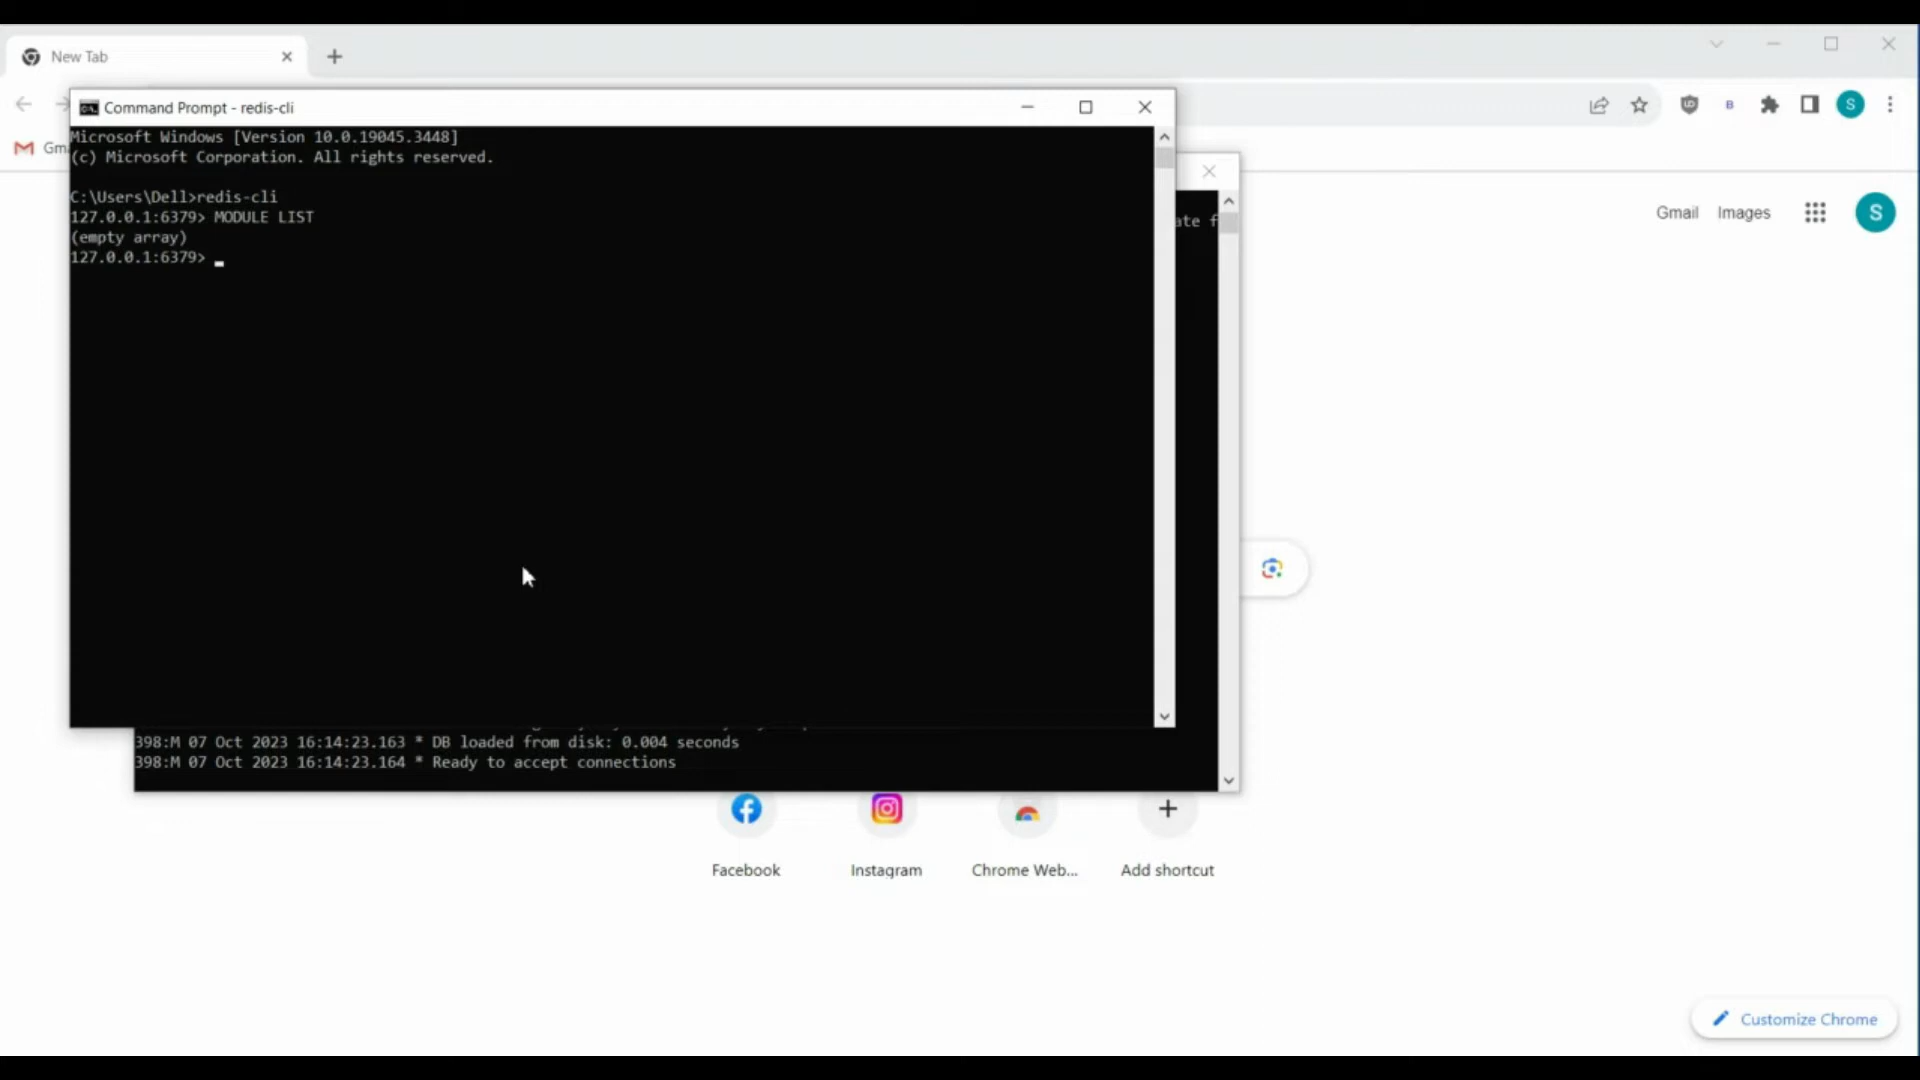 New Tab
Command Prompt - redis-cli
Gm
Microsoft Windows [Version 10.0.19045.3448]
(c) Microsoft Corporation. All rights reserved.
C:\Users\Dell>redis-cli
127.0.0.1:6379> MODULE LIST
(empty array)
127.0.0.1:6379>
ate f
Gmail Images S
S
B
398:M 07 Oct 2023 16:14:23.163 * DB loaded from disk: 0.004 seconds
398:M 07 Oct 2023 16:14:23.164 * Ready to accept connections
Facebook Instagram Chrome Web... Add shortcut
Customize Chrome